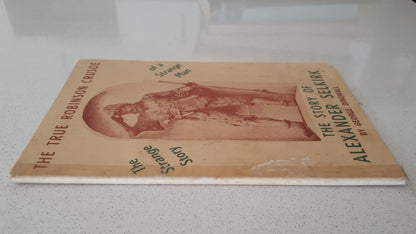 THE TRUE ROBINSON CRUSOE
The
Strange
Story
of a
Strange
Man
THE STORY OF
ALEXANDER SELKIRK